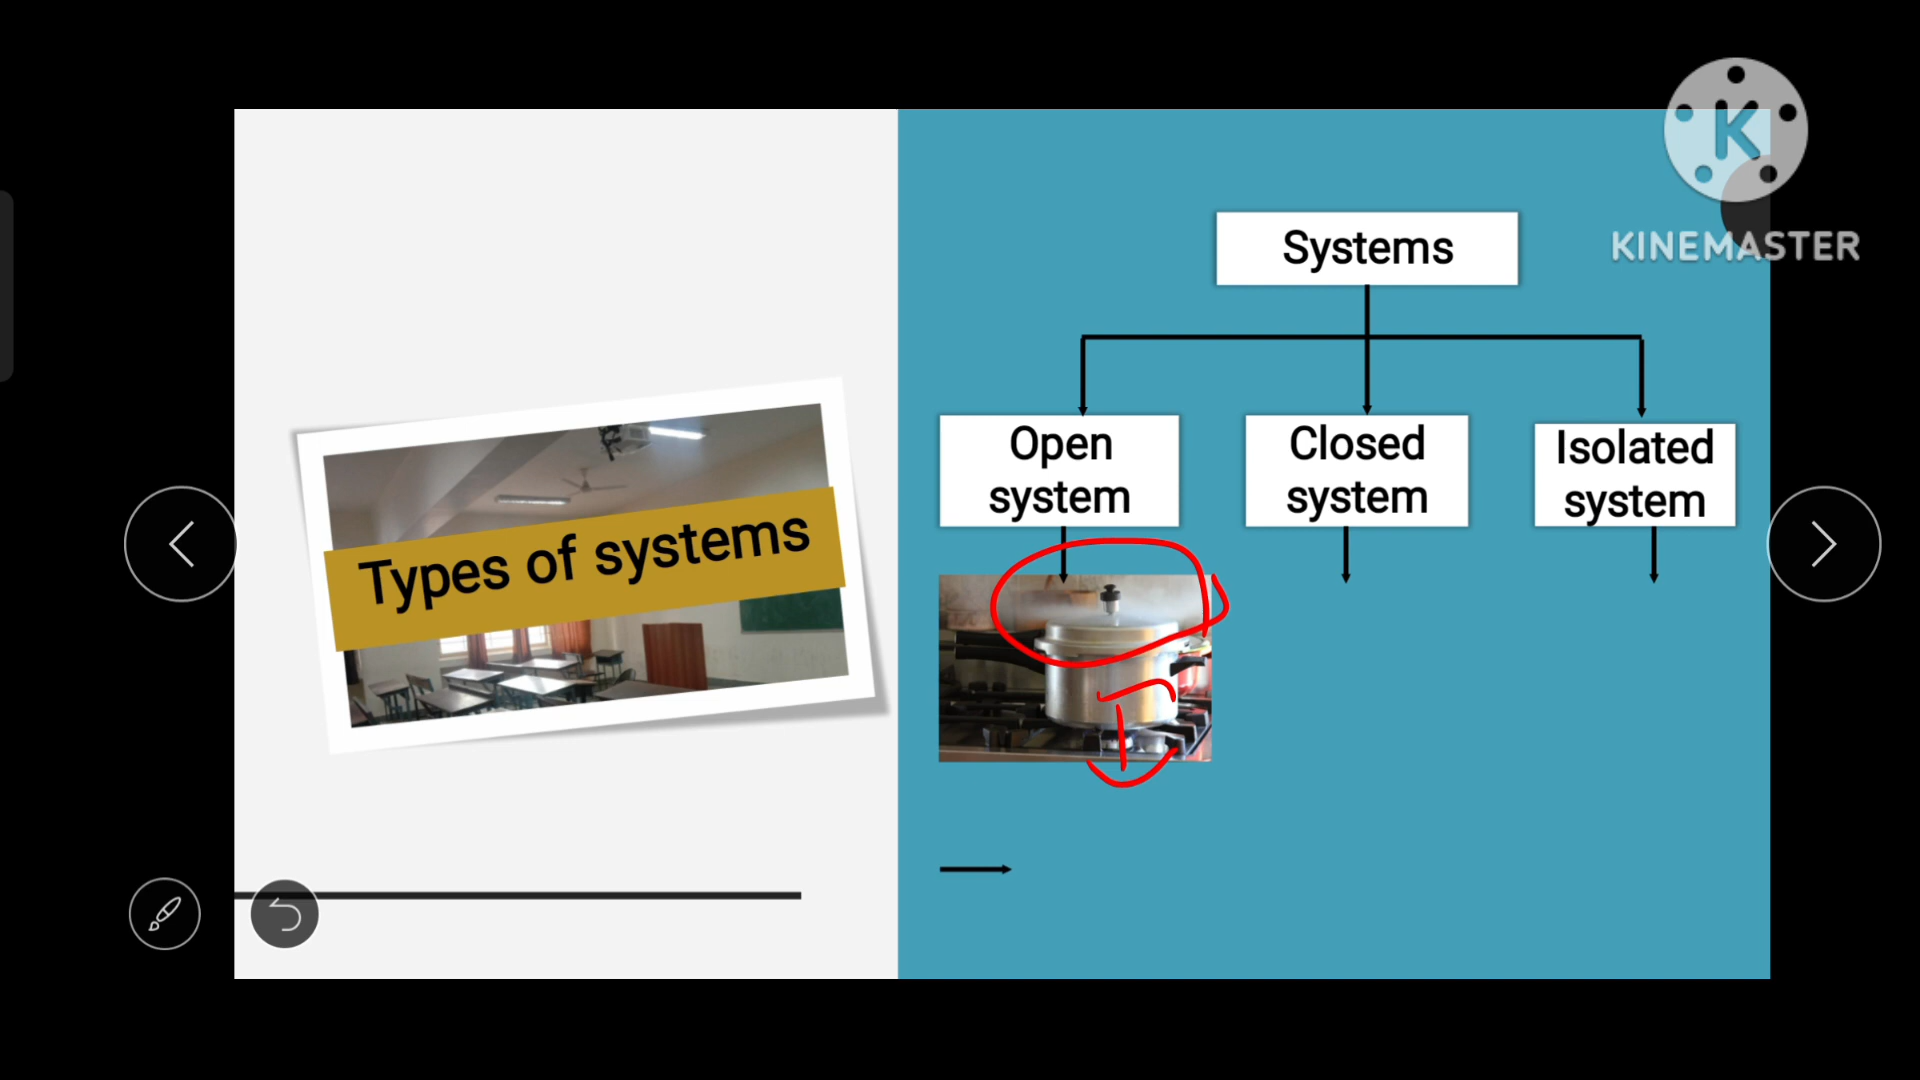 Types of systems
Systems
Open
system
Closed
system
Isolated
system
K
KINEMASTER